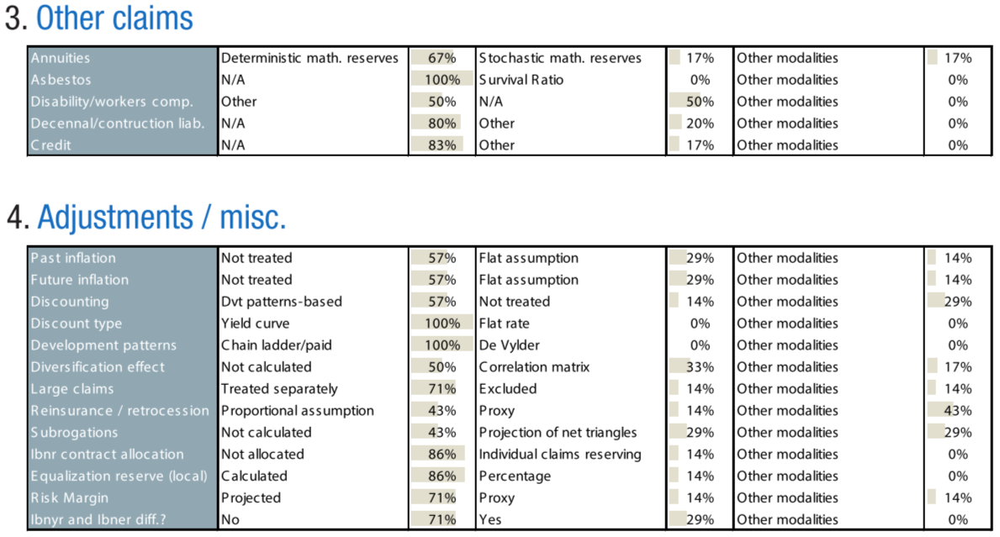 3. Other claims
Annuities Deterministic math. reserves 67% Stochastic math. reserves 17% Other modalities 17%
Asbestos N/A 100% Survival Ratio 0% Other modalities 0%
Disability/workers comp. Other 50% N/A 50% Other modalities 0%
Decennal/contruction liab. N/A 80% Other 20% Other modalities 0%
Credit N/A 83% Other 17% Other modalities 0%
4. Adjustments / misc.
Past inflation Not treated 57% Flat assumption 29% Other modalities 14%
Future inflation Not treated 57% Flat assumption 29% Other modalities 14%
Discounting Dvt patterns-based 57% Not treated 14% Other modalities 29%
Discount type Yield curve 100% Flat rate 0% Other modalities 0%
Development patterns Chain ladder/paid 100% De Vylder 0% Other modalities 0%
Diversification effect Not calculated 50% Correlation matrix 33% Other modalities 17%
Large claims Treated separately 71% Excluded 14% Other modalities 14%
Reinsurance / retrocession Proportional assumption 43% Proxy 14% Other modalities 43%
Subrogations Not calculated 43% Projection of net triangles 29% Other modalities 29%
Ibnr contract allocation Not allocated 86% Individual claims reserving 14% Other modalities 0%
Equalization reserve (local) Calculated 86% Percentage 14% Other modalities 0%
Risk Margin Projected 71% Proxy 14% Other modalities 14%
Ibnyr and Ibner diff.? No 71% Yes 29% Other modalities 0%